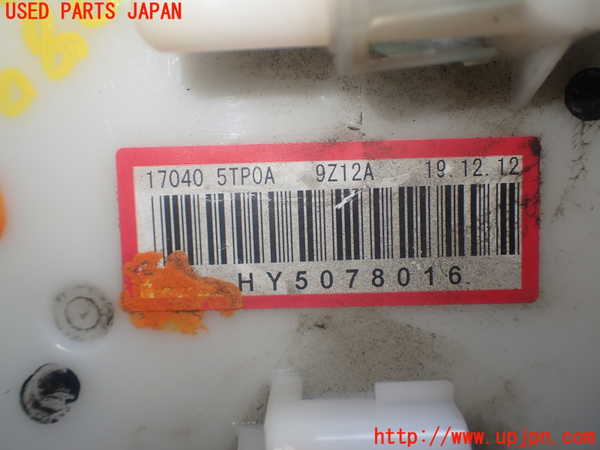 USED PARTS JAPAN
17040 5TP0A 9Z12A 19.12.12
HY5078016
http://www.upjpn.com